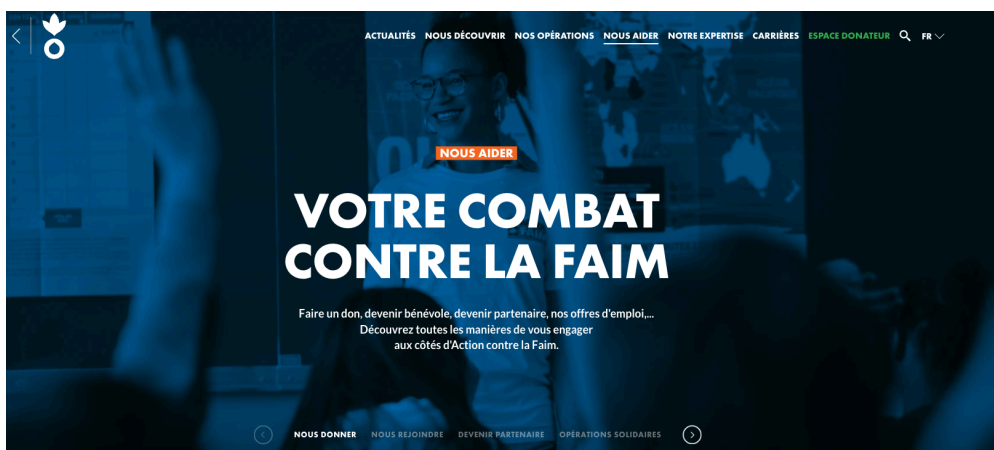 ACTUALITÉS NOUS DÉCOUVRIR NOS OPÉRATIONS NOUS AIDER NOTRE EXPERTISE CARRIÈRES ESPACE DONATEUR FR
NOUS AIDER
VOTRE COMBAT
CONTRE LA FAIM
Faire un don, devenir bénévole, devenir partenaire, nos offres d'emploi,...
Découvrez toutes les manières de vous engager
aux côtés d'Action contre la Faim.
NOUS DONNER NOUS REJOINDRE DEVENIR PARTENAIRE OPÉRATIONS SOLIDAIRES